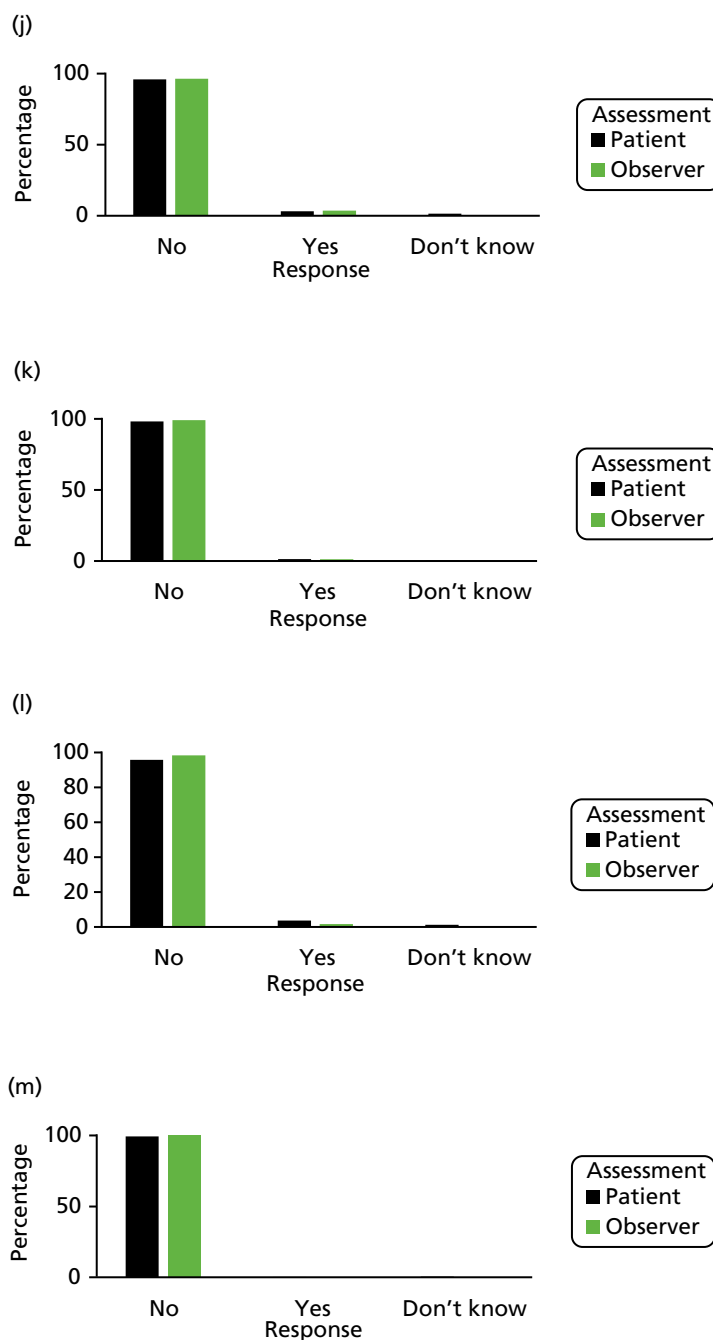 (j)
Percentage
100
50
0
No
Yes
Don't know
Response
Assessment
Patient
Observer
(k)
Percentage
100
50
0
No
Yes
Don't know
Response
Assessment
Patient
Observer
(l)
Percentage
100
80
60
40
20
0
No
Yes
Don't know
Response
Assessment
Patient
Observer
(m)
Percentage
100
50
0
No
Yes
Don't know
Response
Assessment
Patient
Observer